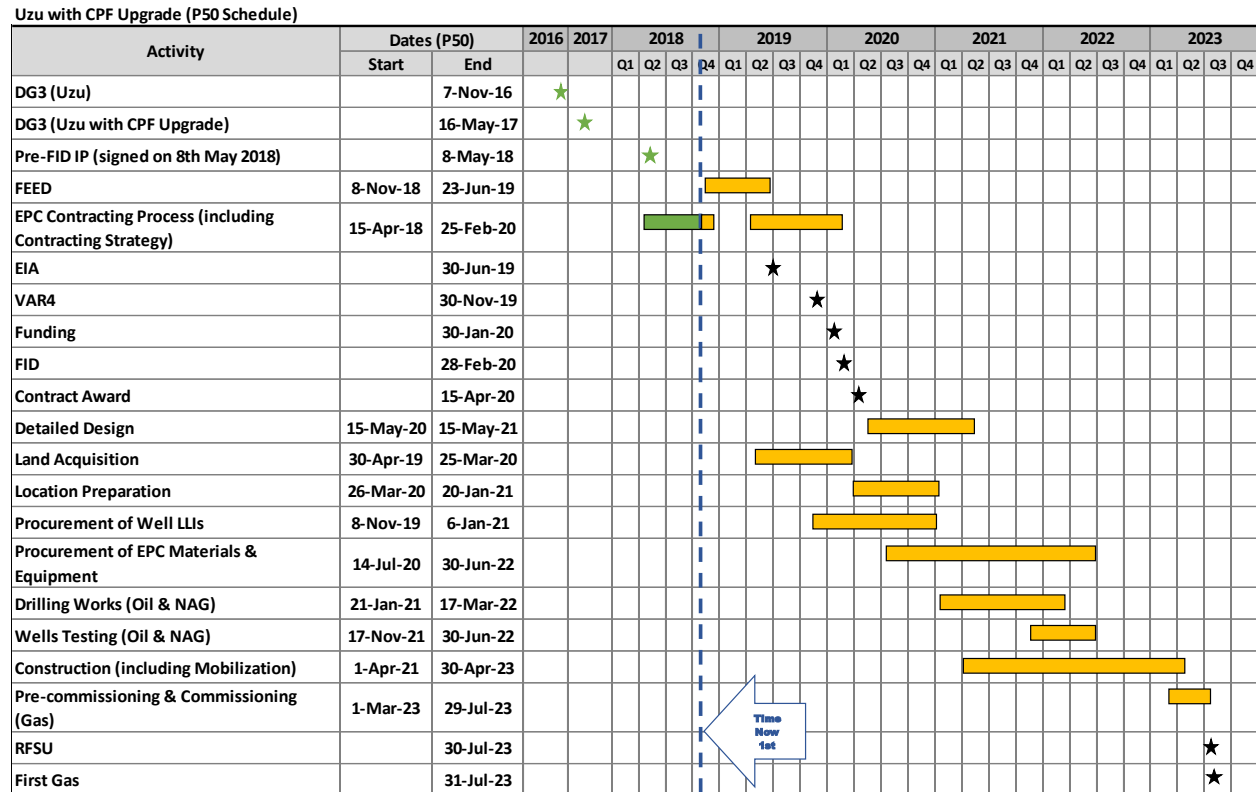 Uzu with CPF Upgrade (P50 Schedule)
Activity Dates (P50) 2016 2017 2018 2019 2020 2021 2022 2023
Start End Q1 Q2 Q3 Q4 Q1 Q2 Q3 Q4 Q1 Q2 Q3 Q4 Q1 Q2 Q3 Q4 Q1 Q2 Q3 Q4 Q1 Q2 Q3 Q4
DG3 (Uzu) 7-Nov-16
DG3 (Uzu with CPF Upgrade) 16-May-17
Pre-FID IP (signed on 8th May 2018) 8-May-18
FEED 8-Nov-18 23-Jun-19
EPC Contracting Process (including
Contracting Strategy) 15-Apr-18 25-Feb-20
EIA 30-Jun-19
VAR4 30-Nov-19
Funding 30-Jan-20
FID 28-Feb-20
Contract Award 15-Apr-20
Detailed Design 15-May-20 15-May-21
Land Acquisition 30-Apr-19 25-Mar-20
Location Preparation 26-Mar-20 20-Jan-21
Procurement of Well LLIs 8-Nov-19 6-Jan-21
Procurement of EPC Materials &
Equipment 14-Jul-20 30-Jun-22
Drilling Works (Oil & NAG) 21-Jan-21 17-Mar-22
Wells Testing (Oil & NAG) 17-Nov-21 30-Jun-22
Construction (including Mobilization) 1-Apr-21 30-Apr-23
Pre-commissioning & Commissioning
(Gas) 1-Mar-23 29-Jul-23
Time
Now
1st
RFSU 30-Jul-23
First Gas 31-Jul-23